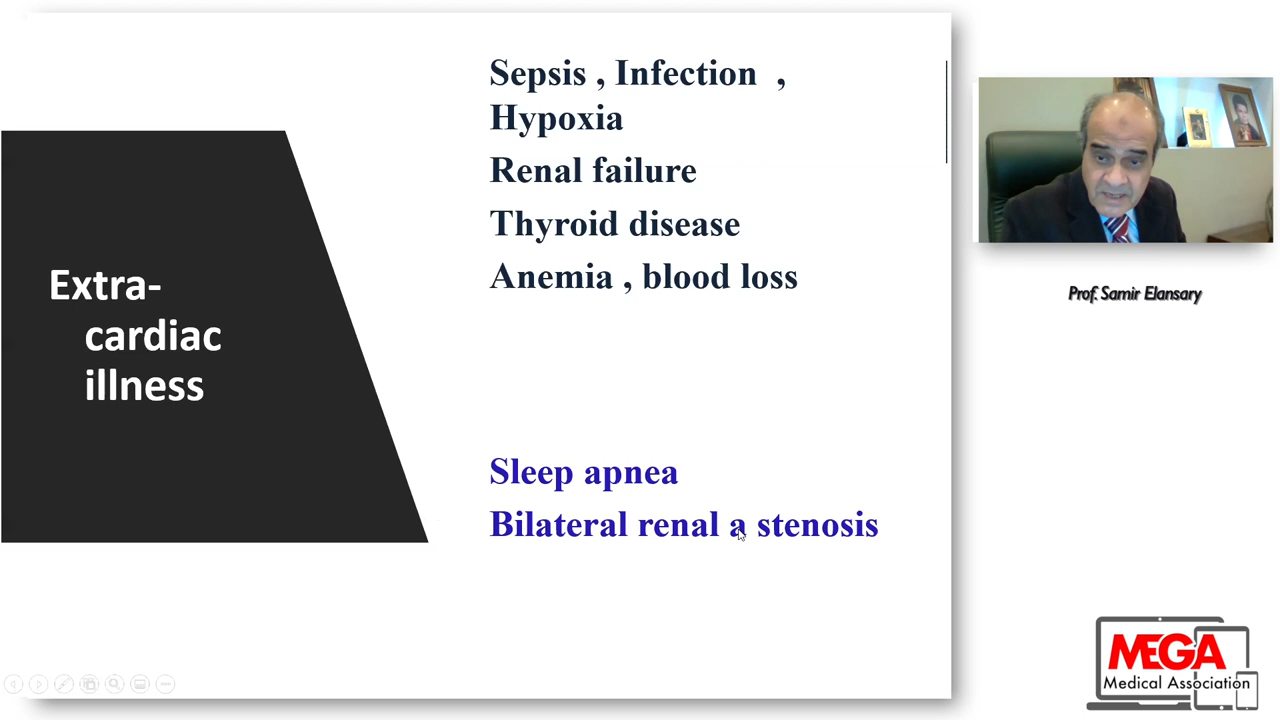 Extra-
cardiac
illness
Sepsis , Infection ,
Hypoxia
Renal failure
Thyroid disease
Anemia , blood loss
Sleep apnea
Bilateral renal a stenosis
Prof. Samir Elansary
MEGA
Medical Association